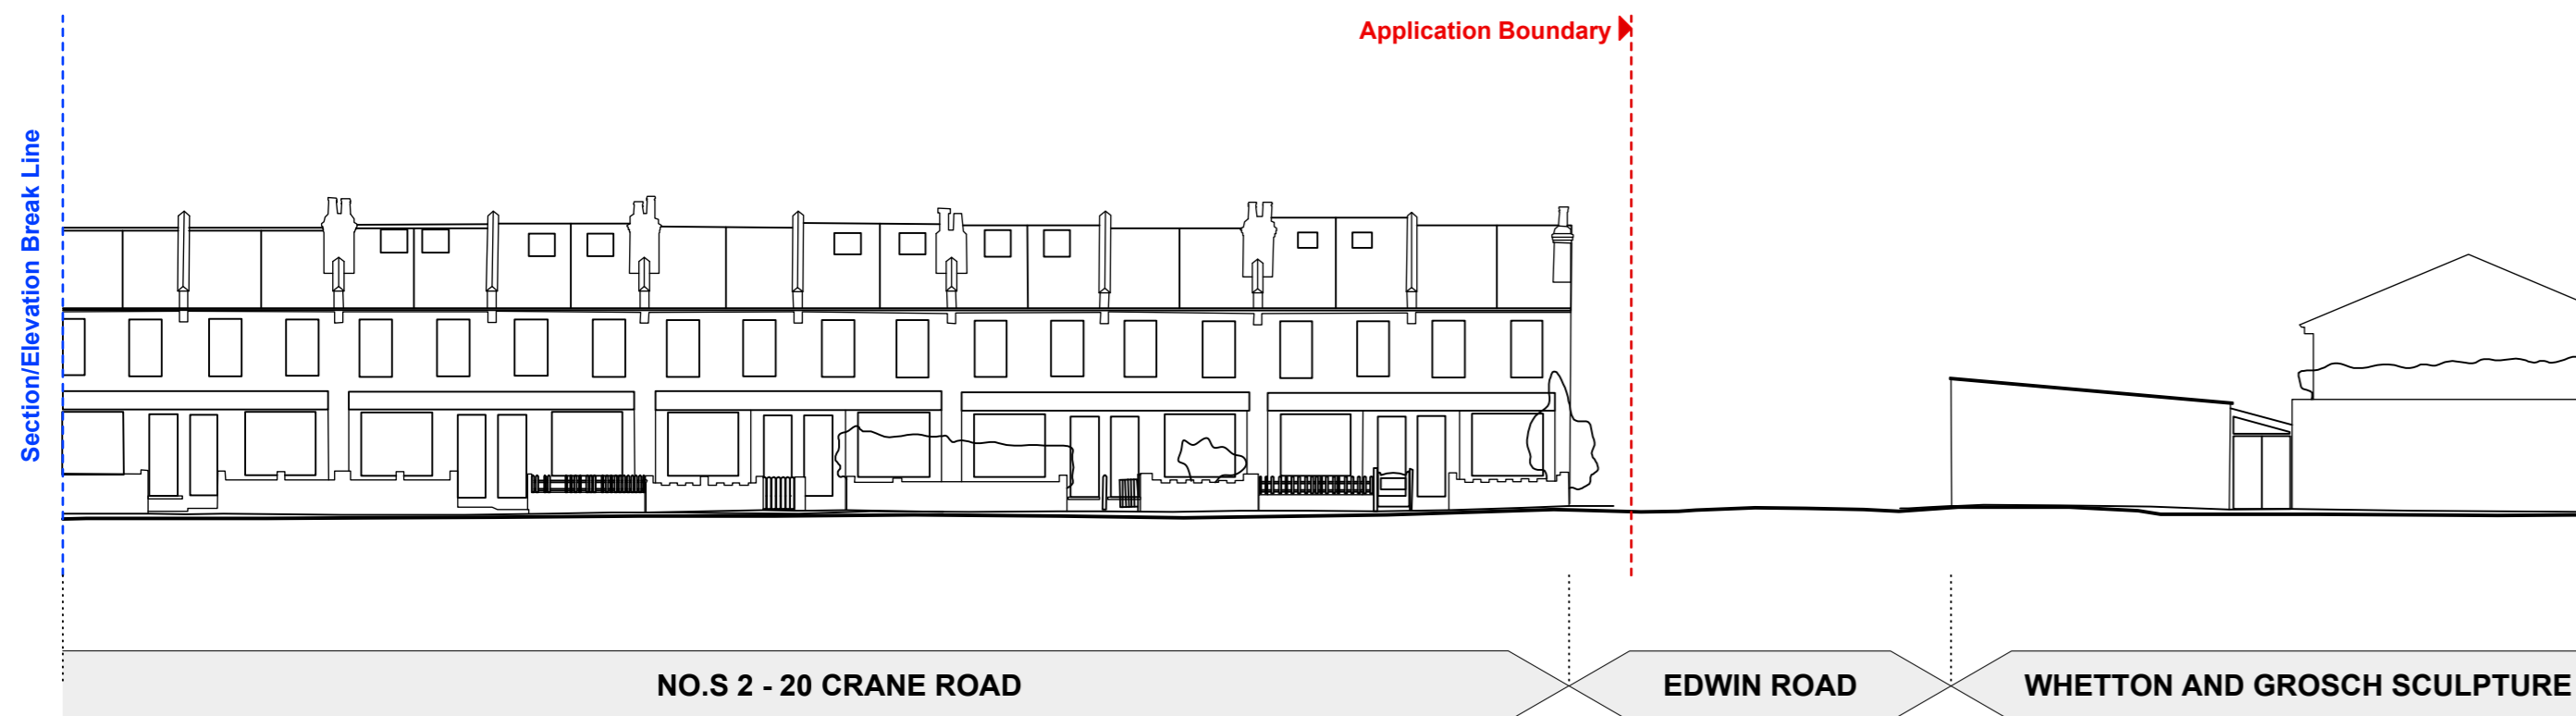 Application Boundary
Section/Elevation Break Line
NO.S 2 - 20 CRANE ROAD
EDWIN ROAD
WHETTON AND GROSCH SCULPTURE